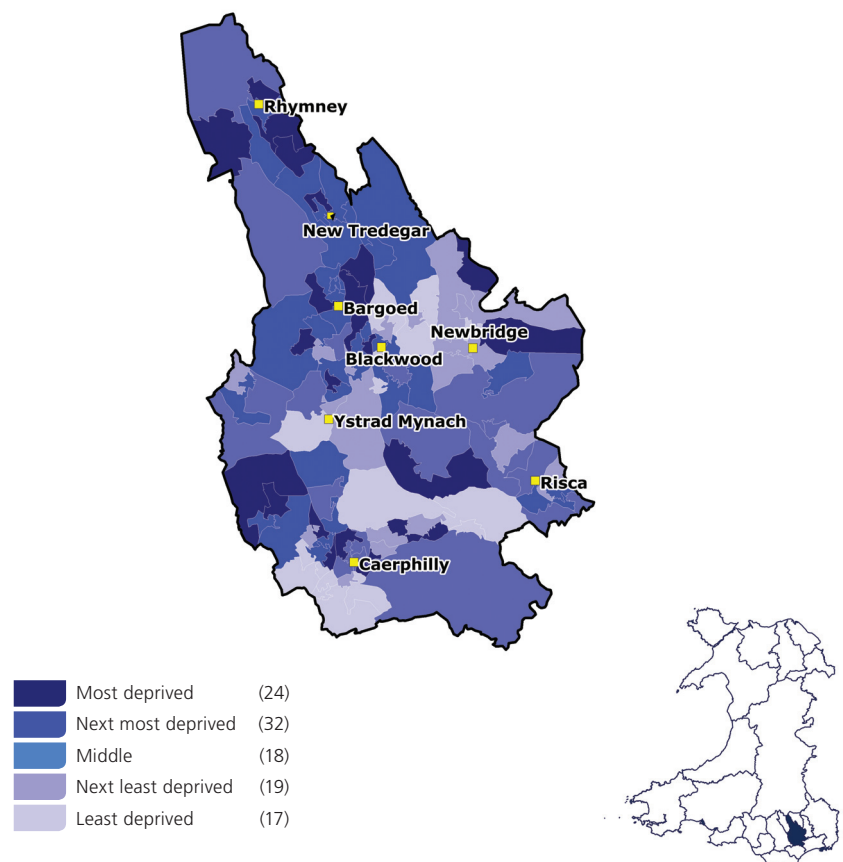 Rhymney
New Tredegar
Bargoed
Newbridge
Blackwood
Ystrad Mynach
Risca
Caerphilly
Most deprived (24)
Next most deprived (32)
Middle (18)
Next least deprived (19)
Least deprived (17)